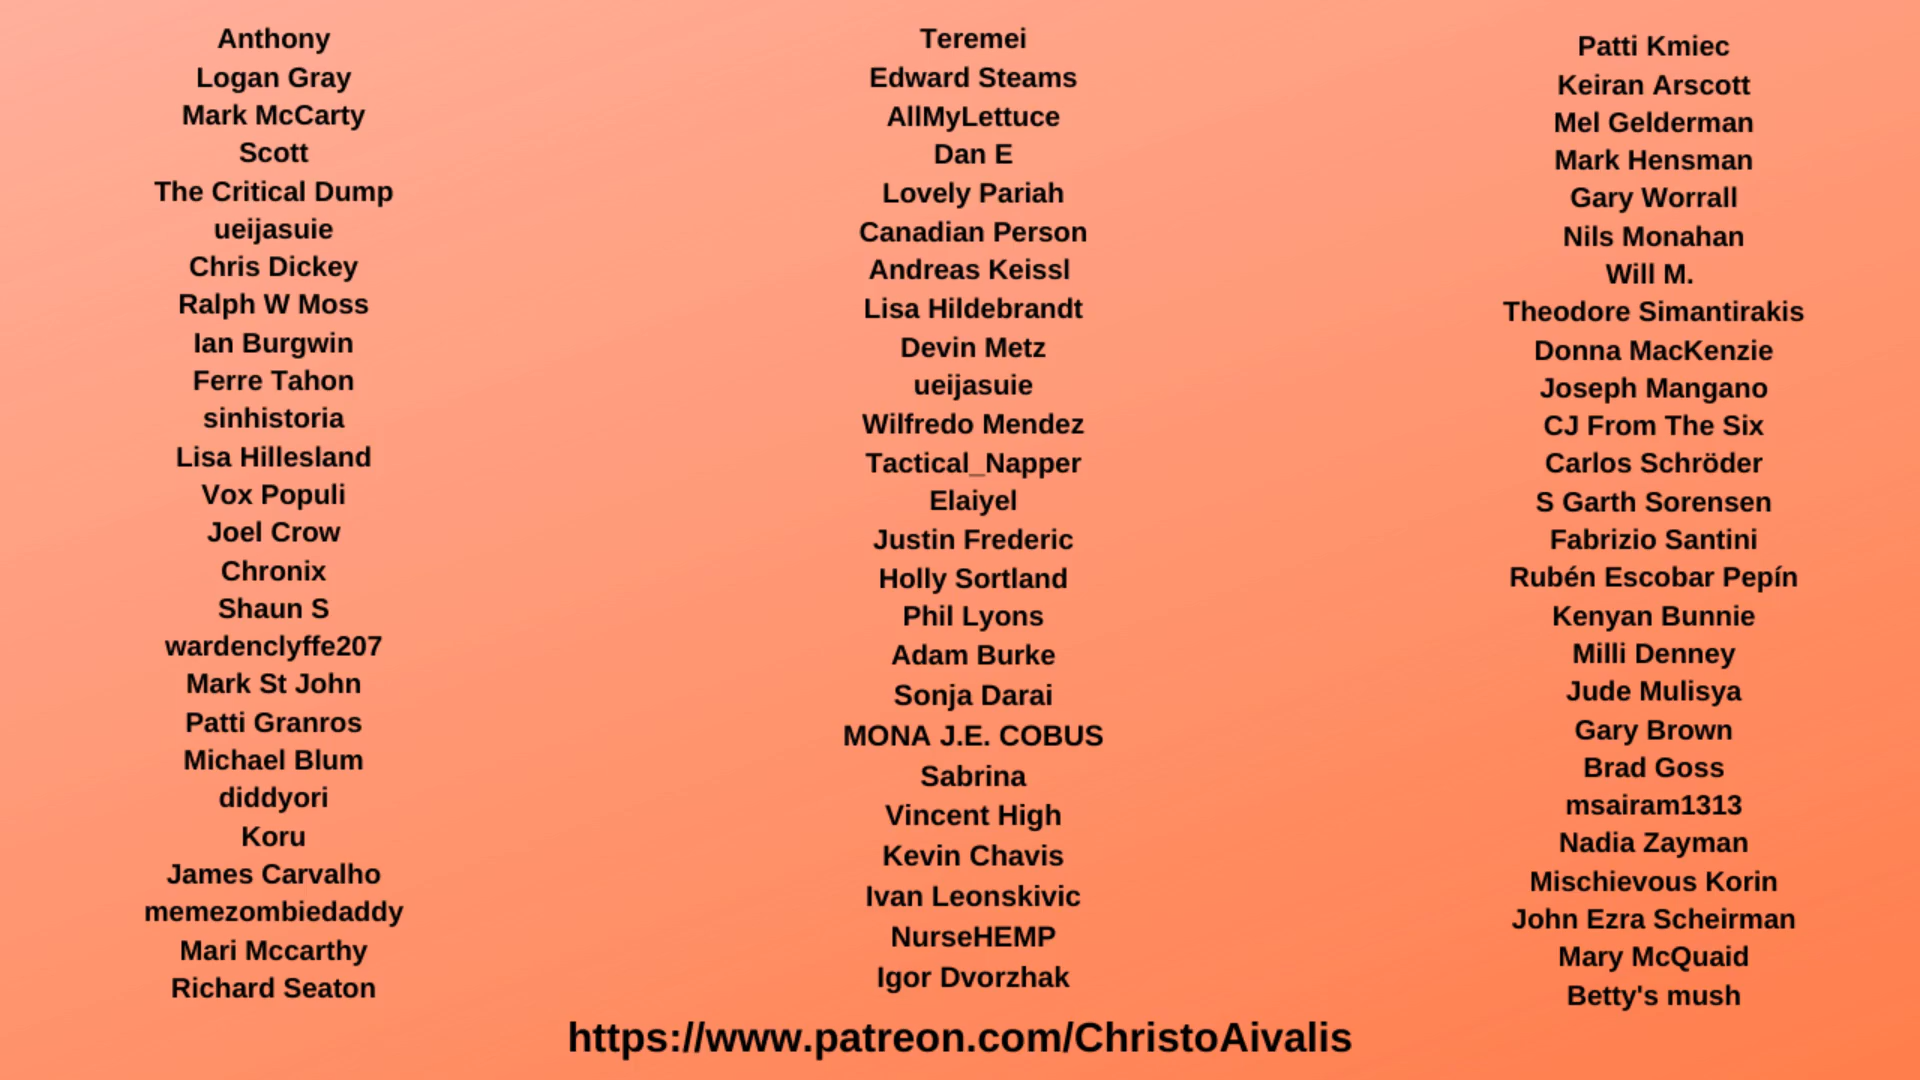 Anthony
Logan Gray
Mark McCarty
Scott
The Critical Dump
ueijasuie
Chris Dickey
Ralph W Moss
Ian Burgwin
Ferre Tahon
sinhistoria
Lisa Hillesland
Vox Populi
Joel Crow
Chronix
Shaun S
wardenclyffe207
Mark St John
Patti Granros
Michael Blum
diddyori
Koru
James Carvalho
memezombiedaddy
Mari Mccarthy
Richard Seaton
Teremei
Edward Steams
AllMyLettuce
Dan E
Lovely Pariah
Canadian Person
Andreas Keissl
Lisa Hildebrandt
Devin Metz
ueijasuie
Wilfredo Mendez
Tactical_Napper
Elaiyel
Justin Frederic
Holly Sortland
Phil Lyons
Adam Burke
Sonja Darai
MONA J.E. COBUS
Sabrina
Vincent High
Kevin Chavis
Ivan Leonskivic
NurseHEMP
Igor Dvorzhak
Patti Kmiec
Keiran Arscott
Mel Gelderman
Mark Hensman
Gary Worrall
Nils Monahan
Will M.
Theodore Simantirakis
Donna MacKenzie
Joseph Mangano
CJ From The Six
Carlos Schröder
S Garth Sorensen
Fabrizio Santini
Rubén Escobar Pepín
Kenyan Bunnie
Milli Denney
Jude Mulisya
Gary Brown
Brad Goss
msairam1313
Nadia Zayman
Mischievous Korin
John Ezra Scheirman
Mary McQuaid
Betty's mush
https://www.patreon.com/ChristoAivalis